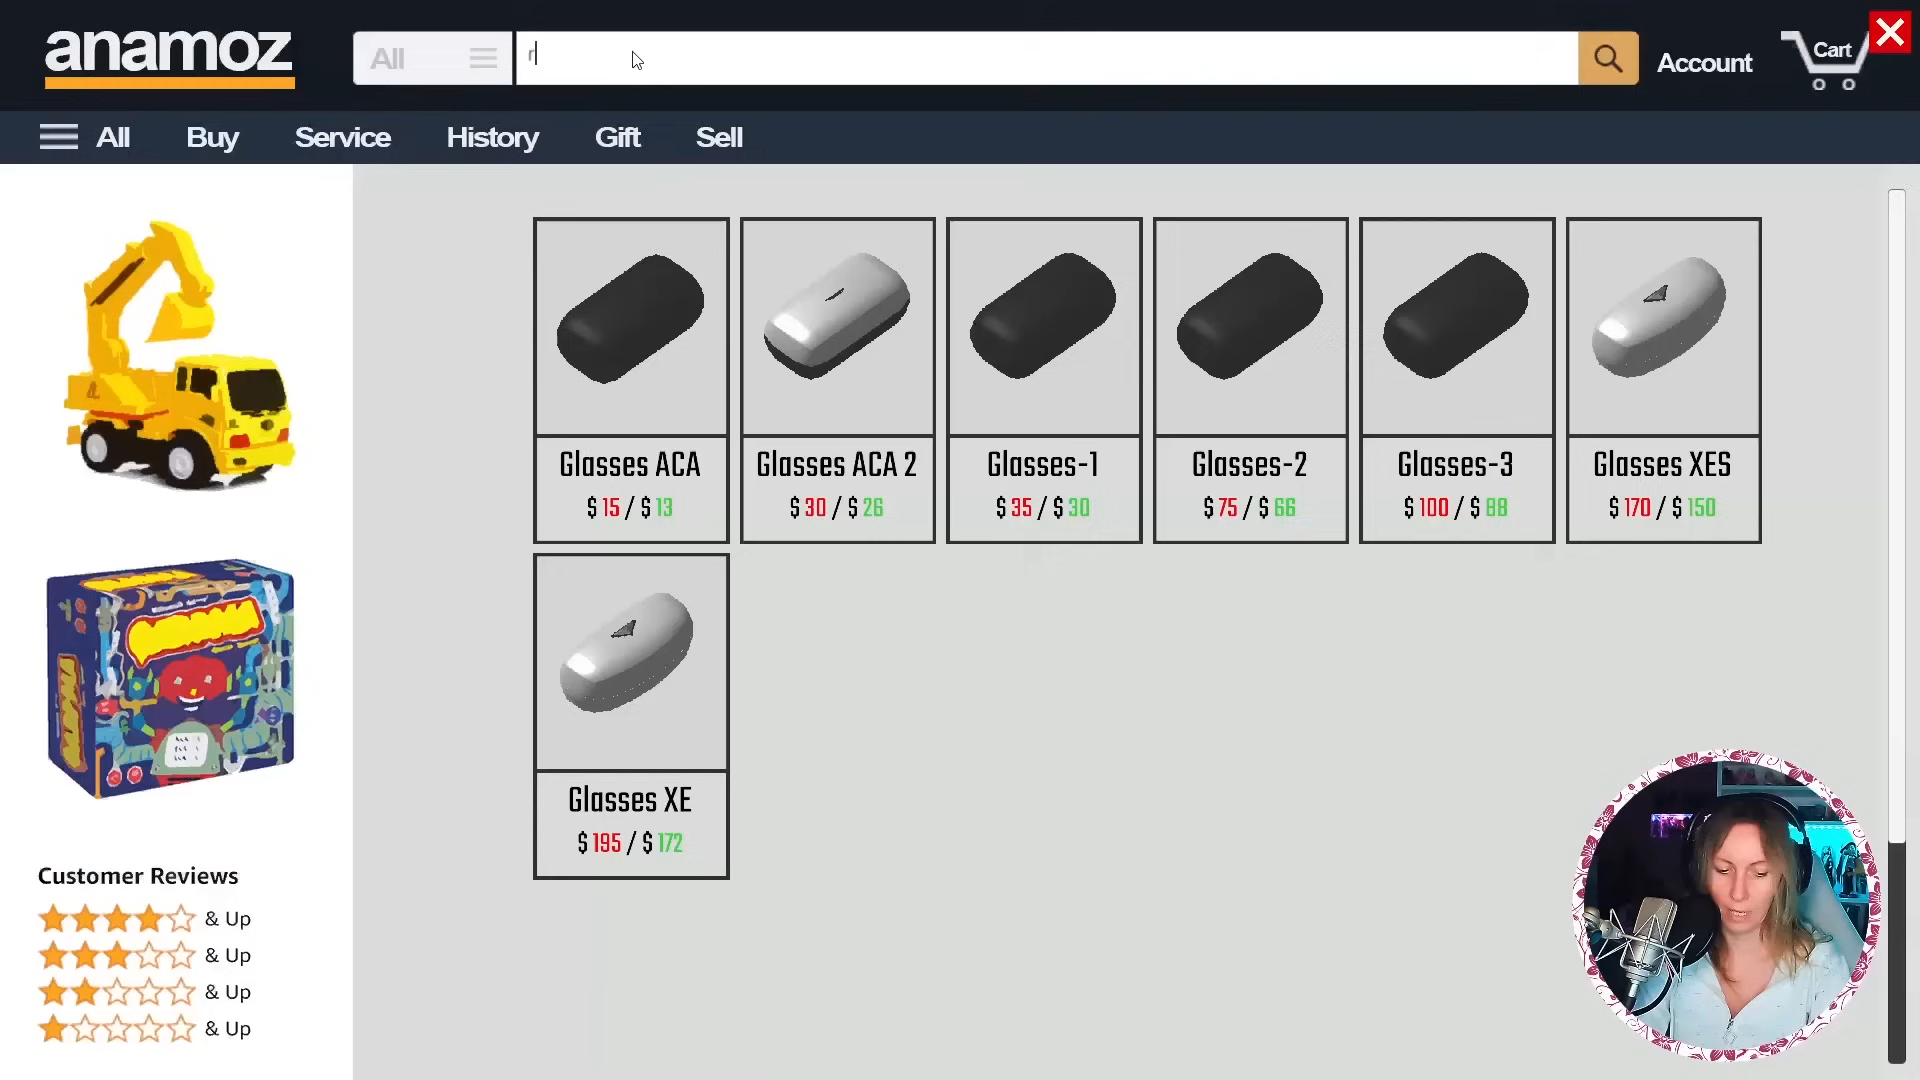 anamoz
All
r
Account
Cart
All Buy Service History Gift Sell
Glasses ACA
$ 15 / $ 13
Glasses ACA 2
$ 30 / $ 26
Glasses-1
$ 35 / $ 30
Glasses-2
$ 75 / $ 66
Glasses-3
$ 100 / $ 88
Glasses XES
$ 170 / $ 150
Glasses XE
$ 195 / $ 172
Customer Reviews
& Up
& Up
& Up
& Up